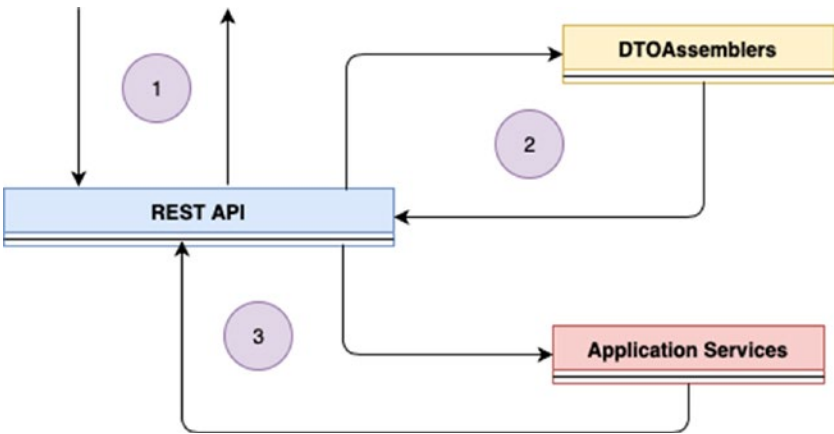 1
DTOAssemblers
2
REST API
3
Application Services